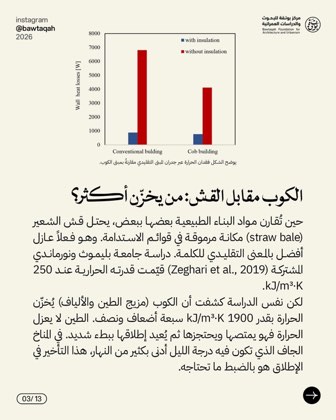 instagram
@bawtaqah
2026
مركز بوتقة للبحوث
والدراسات العمرانية
Bawtaqah Foundation for
Architecture and Urbanism
8000
7000
6000
5000
4000
3000
2000
1000
0
Wall heat losses [W]
with insulation
without insulation
Conventional bulding
Cob building
يوضح الشكل فقدان الحرارة عبر جدران المبنى التقليدي مقارنةً بمبنى الكوب.
الكوب مقابل القش: من يخزّن أكثر؟
حين تُقارن مواد البناء الطبيعية بعضها ببعض، يحتل قش الشعير
(straw bale) مكانة مرموقة في قوائم الاستدامة. وهو فعلاً عازل
أفضل بالمعنى التقليدي للكلمة. دراسة جامعة بليموث ونورماندي
المشتركة (Zeghari et al., 2019) قيّمت قدرته الحرارية عند 250
kJ/m³·K.
لكن نفس الدراسة كشفت أن الكوب (مزيج الطين والألياف) يُخزّن
الحرارة بقدر 1900 kJ/m³·K سبعة أضعاف ونصف. الطين لا يعزل
الحرارة فهو يمتصها ويحتجزها ثم يُعيد إطلاقها ببطء شديد. في المناخ
الجاف الذي تكون فيه درجة الليل أدنى بكثير من النهار، هذا التأخير في
الإطلاق هو بالضبط ما تحتاجه.
03/ 13